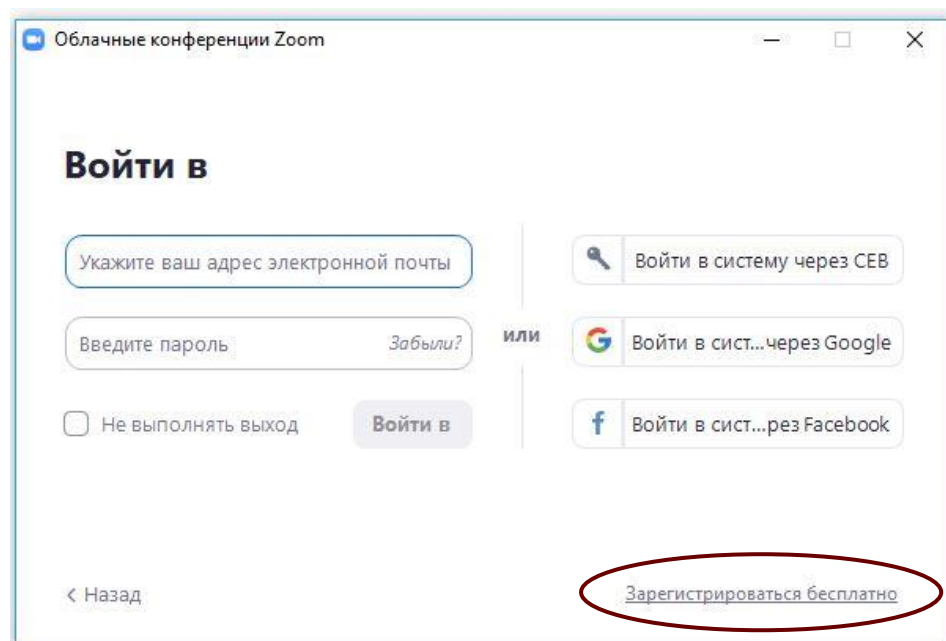 Облачные конференции Zoom
Войти в
Укажите ваш адрес электронной почты
Введите пароль Забыли?
Не выполнять выход Войти в
или
Войти в систему через СЕВ
Войти в сист...через Google
Войти в сист...рез Facebook
Назад
Зарегистрироваться бесплатно